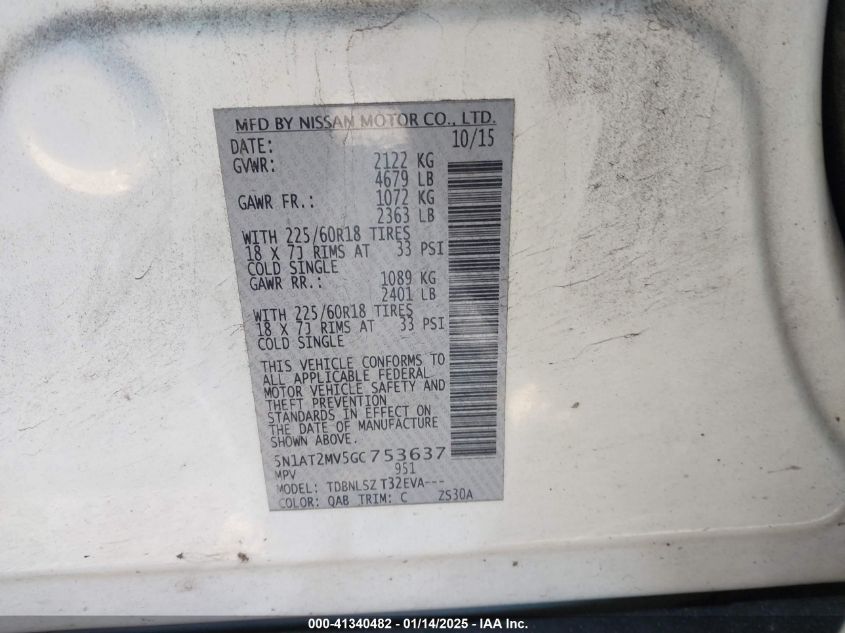 MFD BY NISSAN MOTOR CO., LTD.
DATE: 10/15
GVWR: 2122 KG
4679 LB
GAWR FR.: 1072 KG
2363 LB
WITH 225/60R18 TIRES
18 X 7J RIMS AT 33 PSI
COLD SINGLE
GAWR RR.: 1089 KG
2401 LB
WITH 225/60R18 TIRES
18 X 7J RIMS AT 33 PSI
COLD SINGLE
THIS VEHICLE CONFORMS TO
ALL APPLICABLE FEDERAL
MOTOR VEHICLE SAFETY AND
THEFT PREVENTION
STANDARDS IN EFFECT ON
THE DATE OF MANUFACTURE
SHOWN ABOVE.
5N1AT2MV5GC753637
MPV 951
MODEL: TDBNLSZ T32EVA---
COLOR: QAB TRIM: C ZS30A
000-41340482 - 01/14/2025 - IAA Inc.